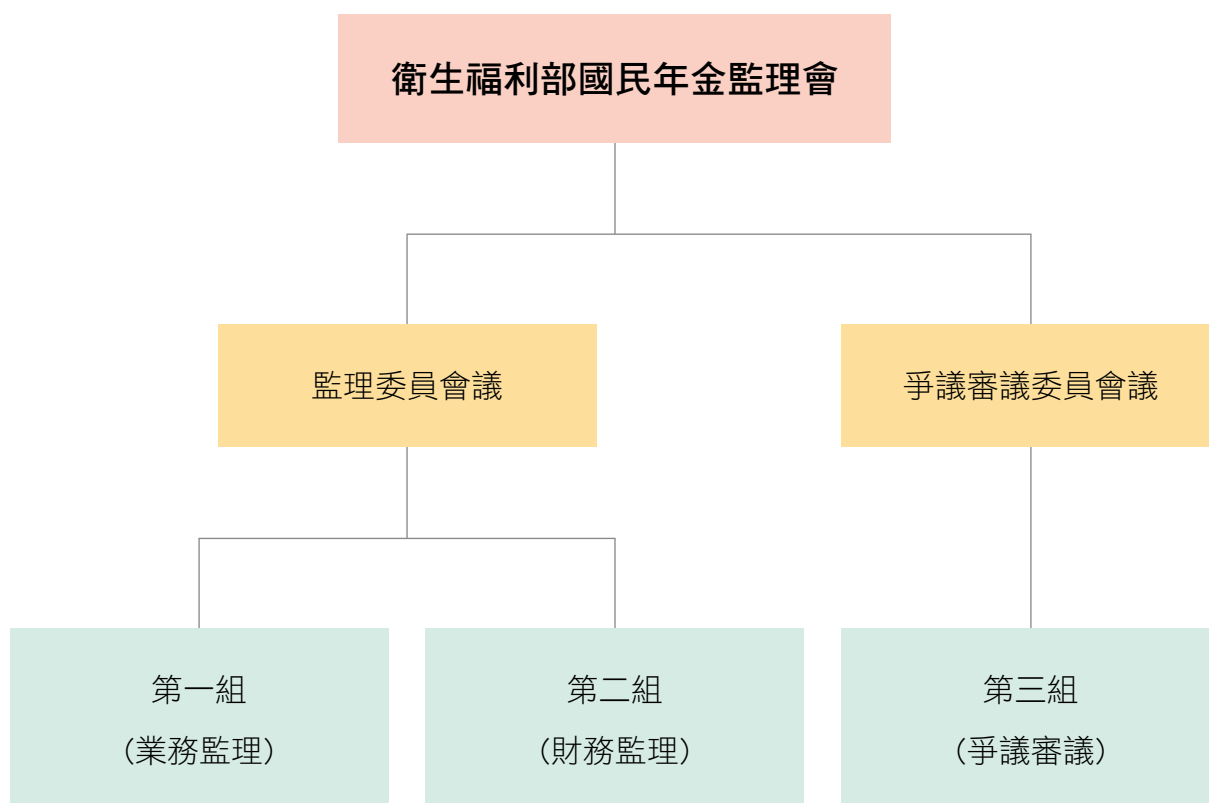 衛生福利部國民年金監理會
監理委員會議
爭議審議委員會議
第一組
（業務監理）
第二組
（財務監理）
第三組
（爭議審議）